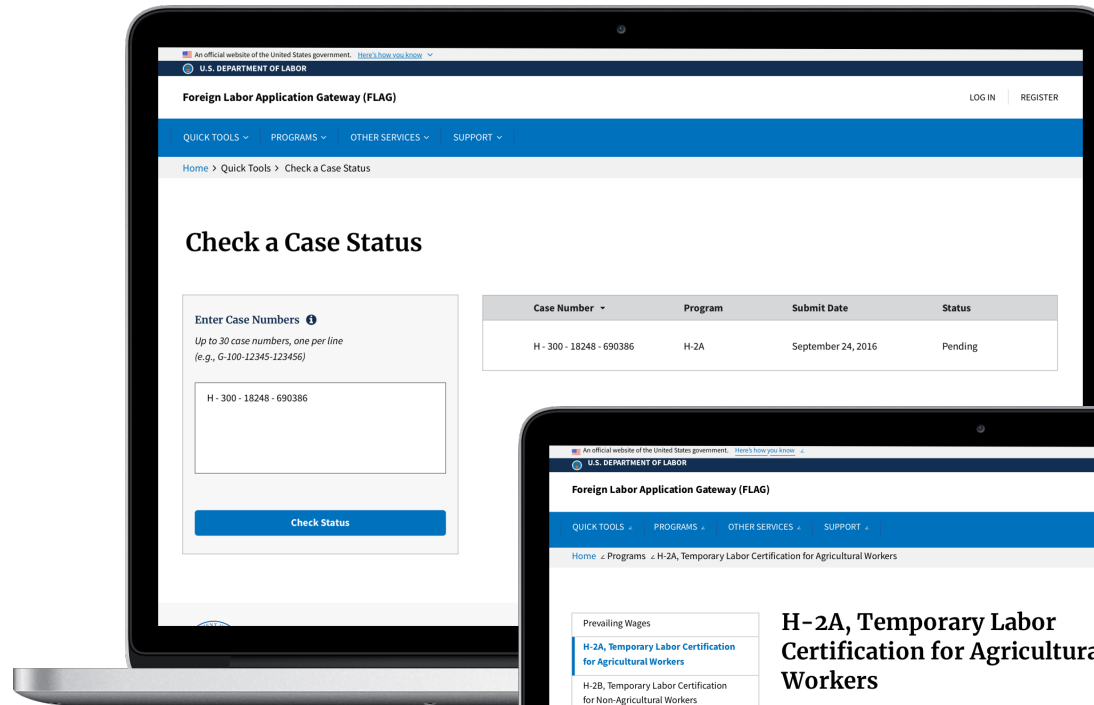 An official website of the United States government. Here's how you know
U.S. DEPARTMENT OF LABOR
Foreign Labor Application Gateway (FLAG)
LOG IN REGISTER
QUICK TOOLS PROGRAMS OTHER SERVICES SUPPORT
Home > Quick Tools > Check a Case Status
Check a Case Status
Enter Case Numbers
Up to 30 case numbers, one per line
(e.g., G-100-12345-123456)
H - 300 - 18248 - 690386
Check Status
Case Number Program Submit Date Status
H - 300 - 18248 - 690386 H-2A September 24, 2016 Pending
An official website of the United States government. Here's how you know
U.S. DEPARTMENT OF LABOR
Foreign Labor Application Gateway (FLAG)
QUICK TOOLS PROGRAMS OTHER SERVICES SUPPORT
Home Programs H-2A, Temporary Labor Certification for Agricultural Workers
Prevailing Wages
H-2A, Temporary Labor Certification
for Agricultural Workers
H-2B, Temporary Labor Certification
for Non-Agricultural Workers
H-2A, Temporary Labor
Certification for Agricultura
Workers